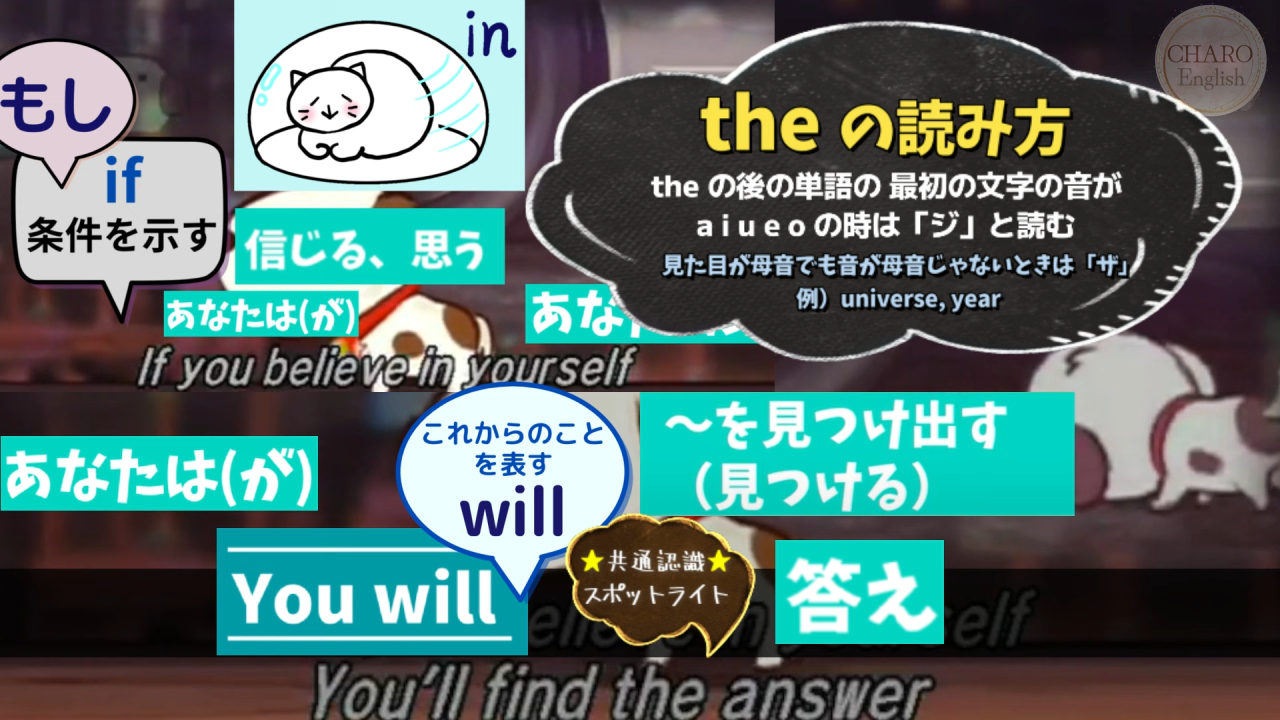 もし
if
条件を示す
in
信じる、思う
あなたは(が)
If you believe in yourself
CHARO
English
the の読み方
the の後の単語の 最初の文字の音が
a i u e o の時は「ジ」と読む
見た目が母音でも音が母音じゃないときは「ザ」
例）universe, year
あなたは(が)
これからのこと
を表す
will
～を見つけ出す
（見つける）
You will
★共通認識★
スポットライト
答え
You'll find the answer